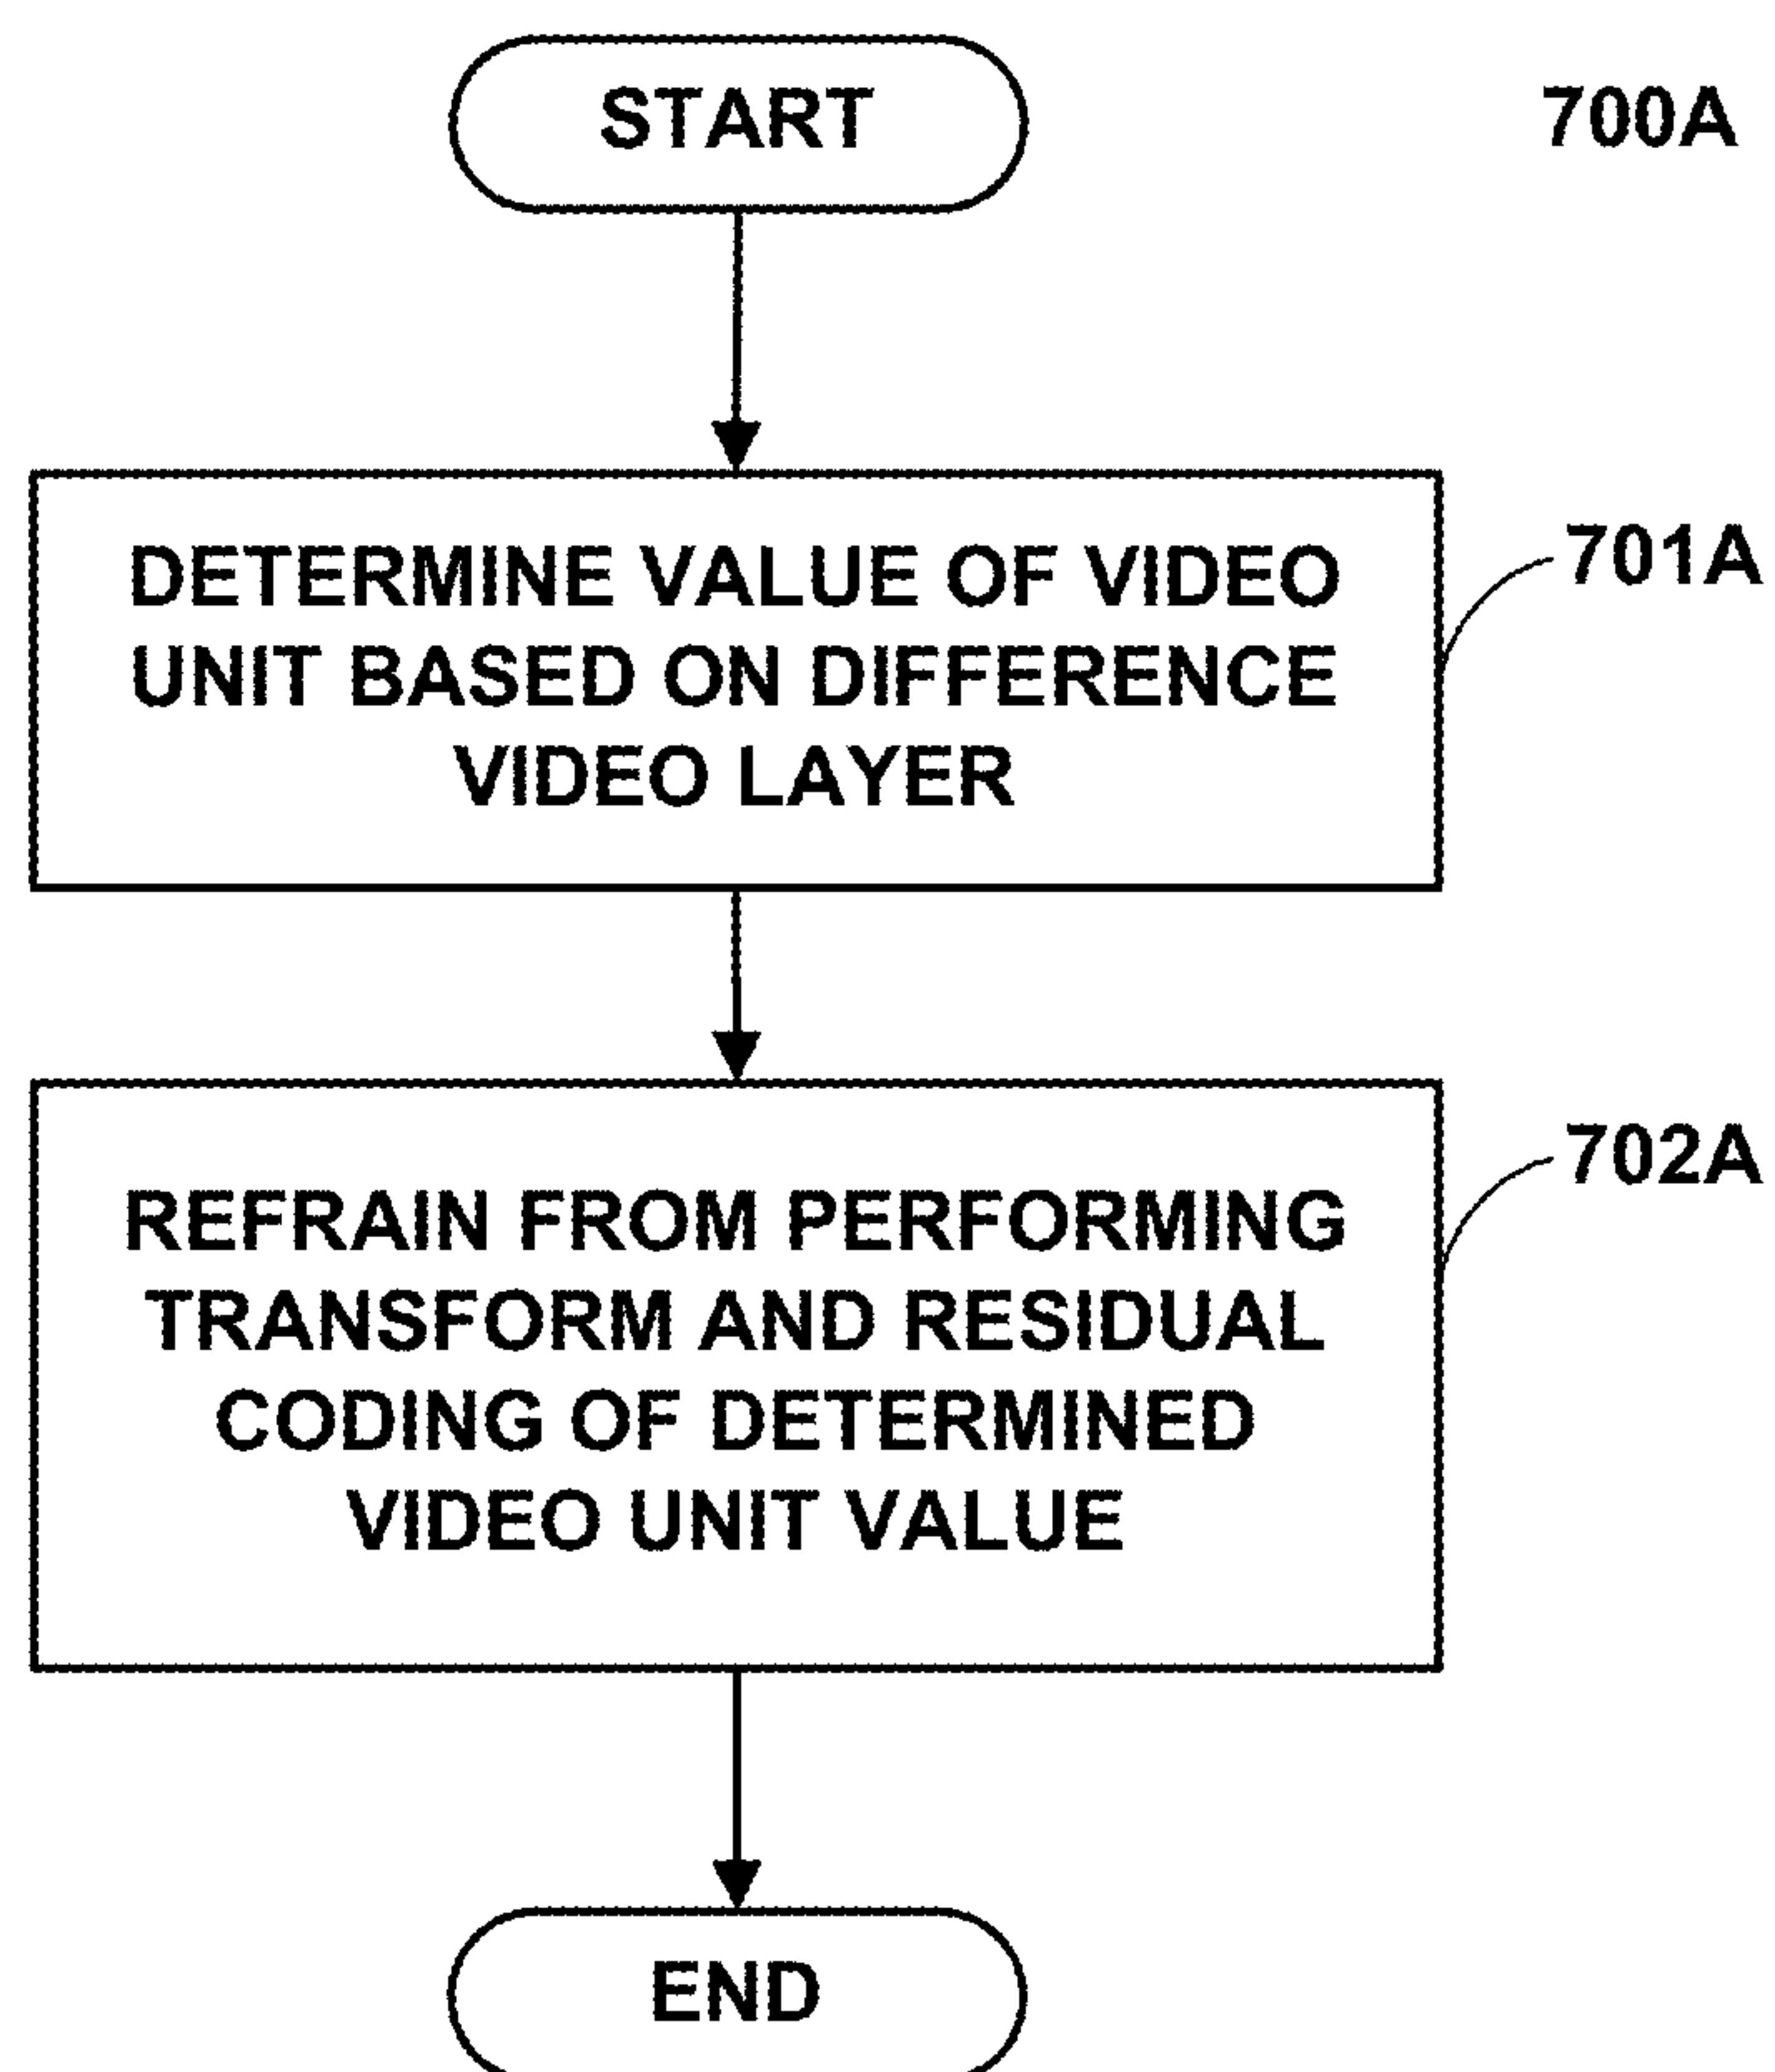 START
700A
DETERMINE VALUE OF VIDEO
UNIT BASED ON DIFFERENCE
VIDEO LAYER
701A
REFRAIN FROM PERFORMING
TRANSFORM AND RESIDUAL
CODING OF DETERMINED
VIDEO UNIT VALUE
702A
END